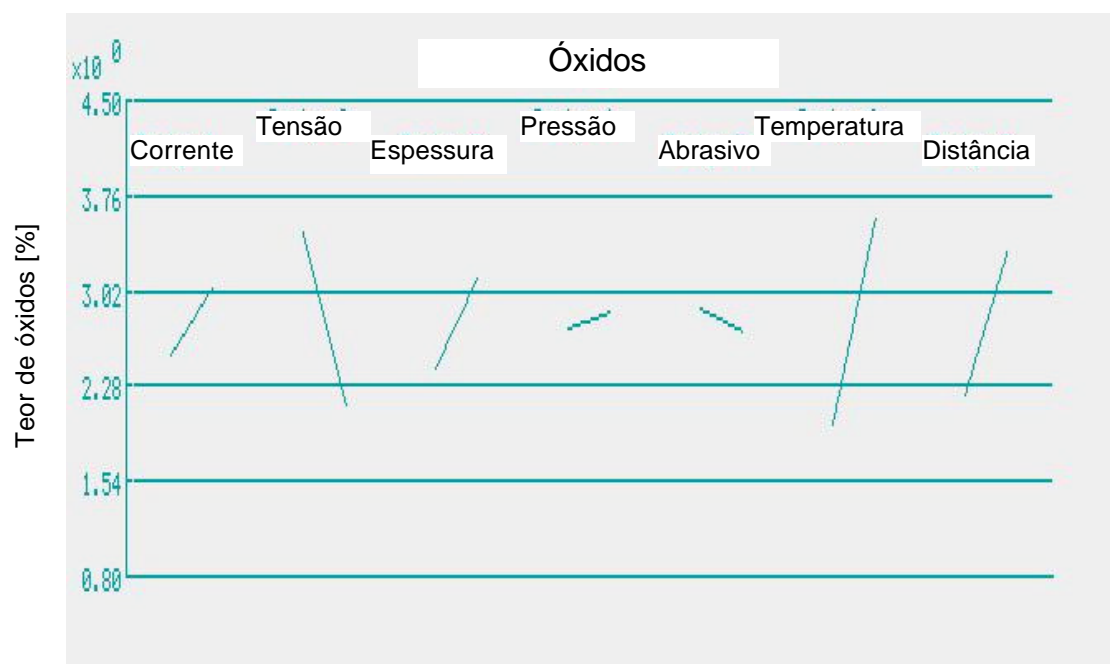 x10 0
Óxidos
4.50
Tensão Pressão Temperatura
Corrente Espessura Abrasivo Distância
3.76
3.02
2.28
1.54
0.80
Teor de óxidos [%]